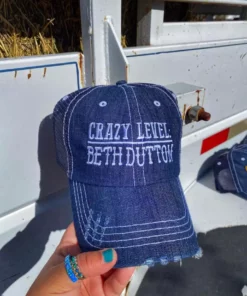 CRAZY LEVEL:
BETH DUTTON